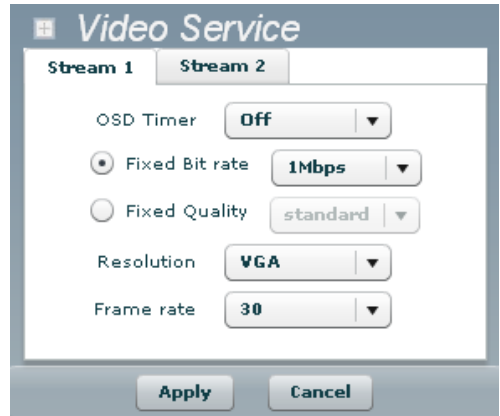 Video Service
Stream 1 Stream 2
OSD Timer Off
Fixed Bit rate 1Mbps
Fixed Quality standard
Resolution VGA
Frame rate 30
Apply Cancel